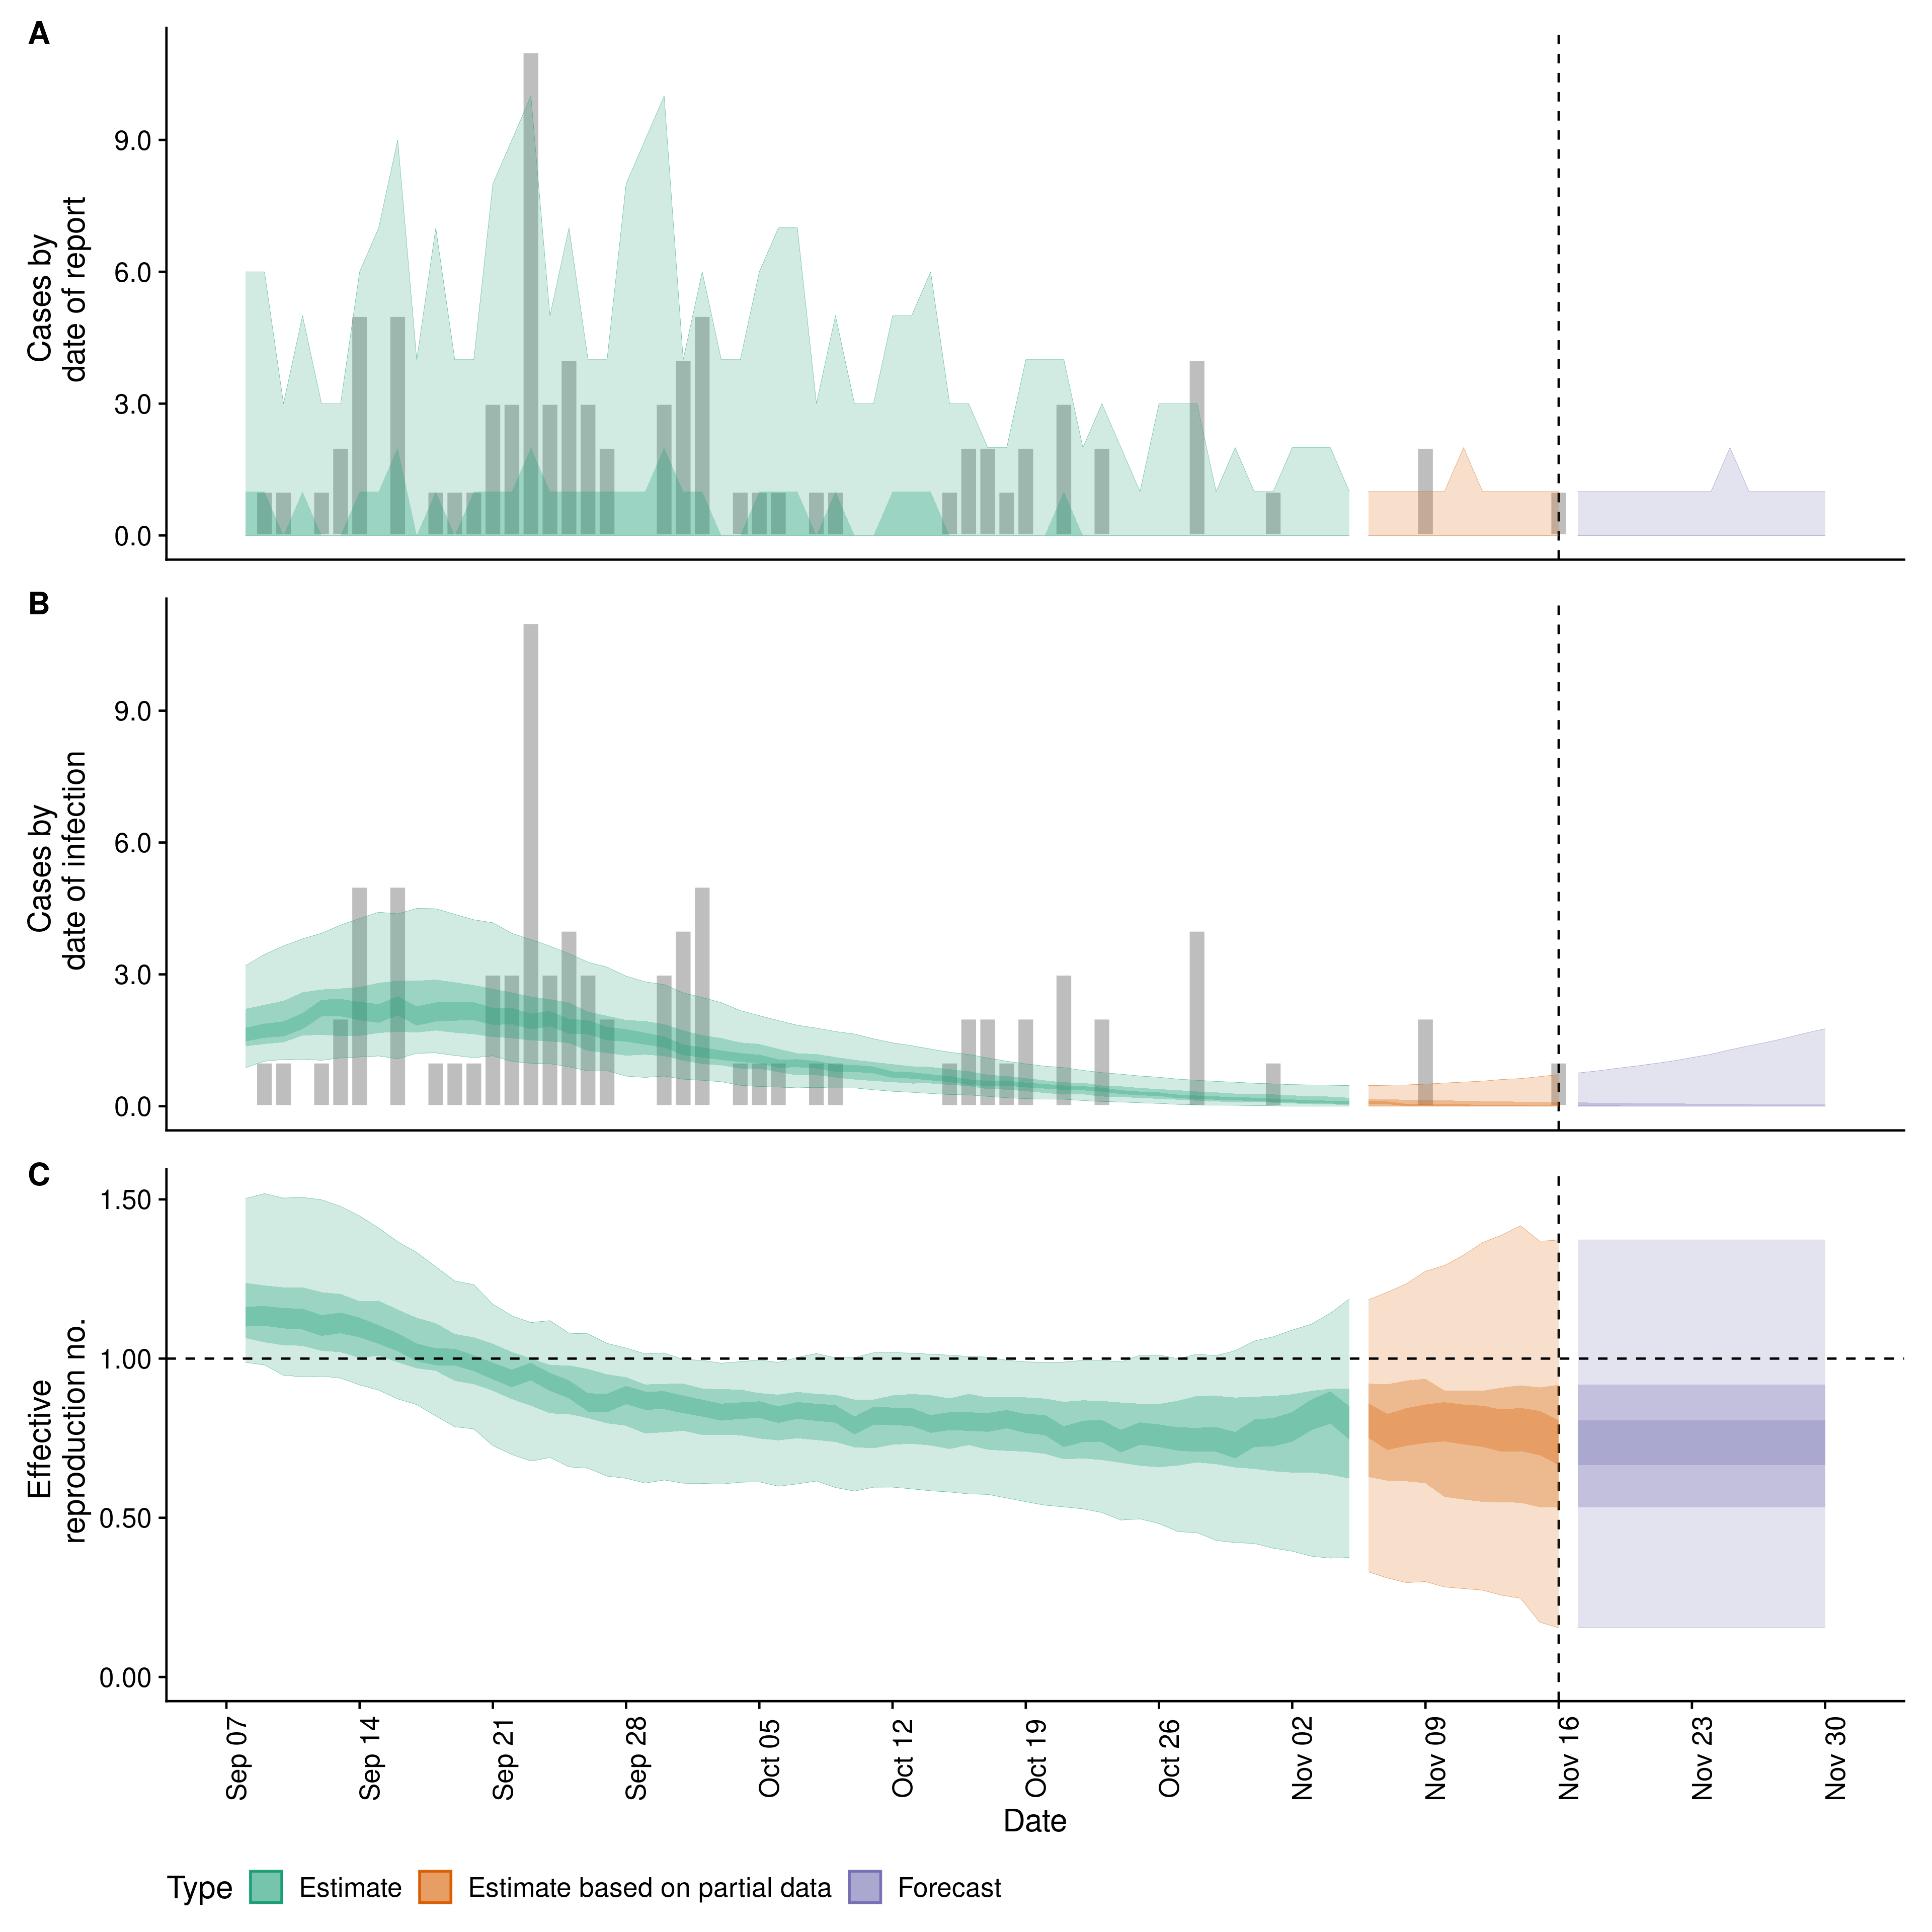 A
Cases by
date of report
9.0
6.0
3.0
0.0
B
Cases by
date of infection
9.0
6.0
3.0
0.0
C
Effective
reproduction no.
1.50
1.00
0.50
0.00
Sep 07
Sep 14
Sep 21
Sep 28
Oct 05
Oct 12
Oct 19
Oct 26
Nov 02
Nov 09
Nov 16
Nov 23
Nov 30
Date
Type Estimate Estimate based on partial data Forecast